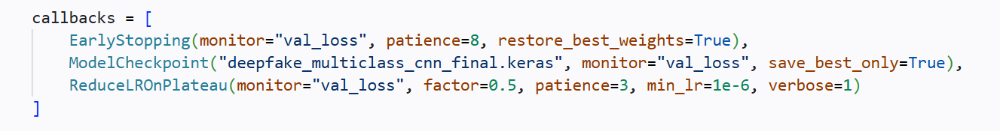 callbacks = [
    EarlyStopping(monitor="val_loss", patience=8, restore_best_weights=True),
    ModelCheckpoint("deepfake_multiclass_cnn_final.keras", monitor="val_loss", save_best_only=True),
    ReduceLROnPlateau(monitor="val_loss", factor=0.5, patience=3, min_lr=1e-6, verbose=1)
]